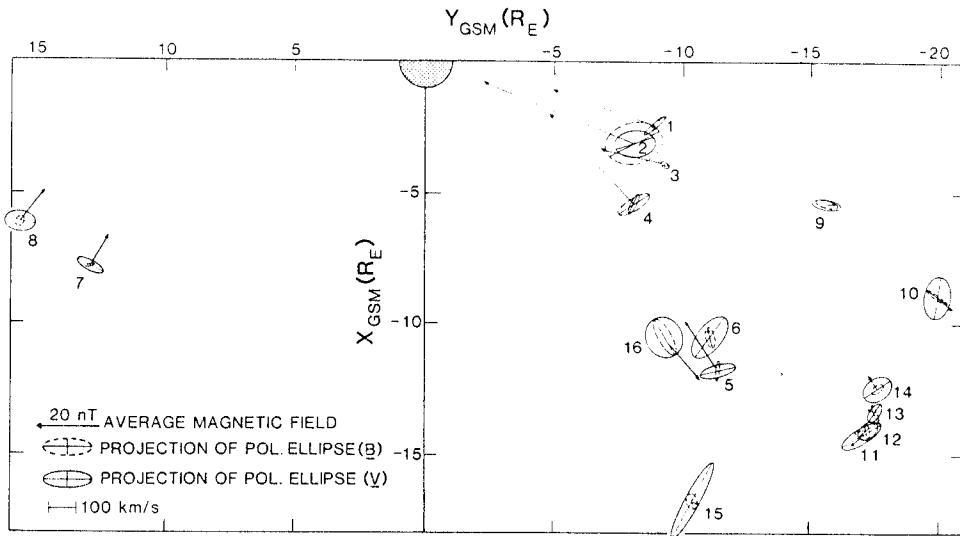 Y GSM (R E)
15 10 5 -5 -10 -15 -20
1
2
3
-5
4
9
8
7
10
X GSM (R E)
-10
16
6
5
14
13
12
11
20 nT AVERAGE MAGNETIC FIELD
PROJECTION OF POL. ELLIPSE (B)
-15
PROJECTION OF POL. ELLIPSE (V)
100 km/s
15